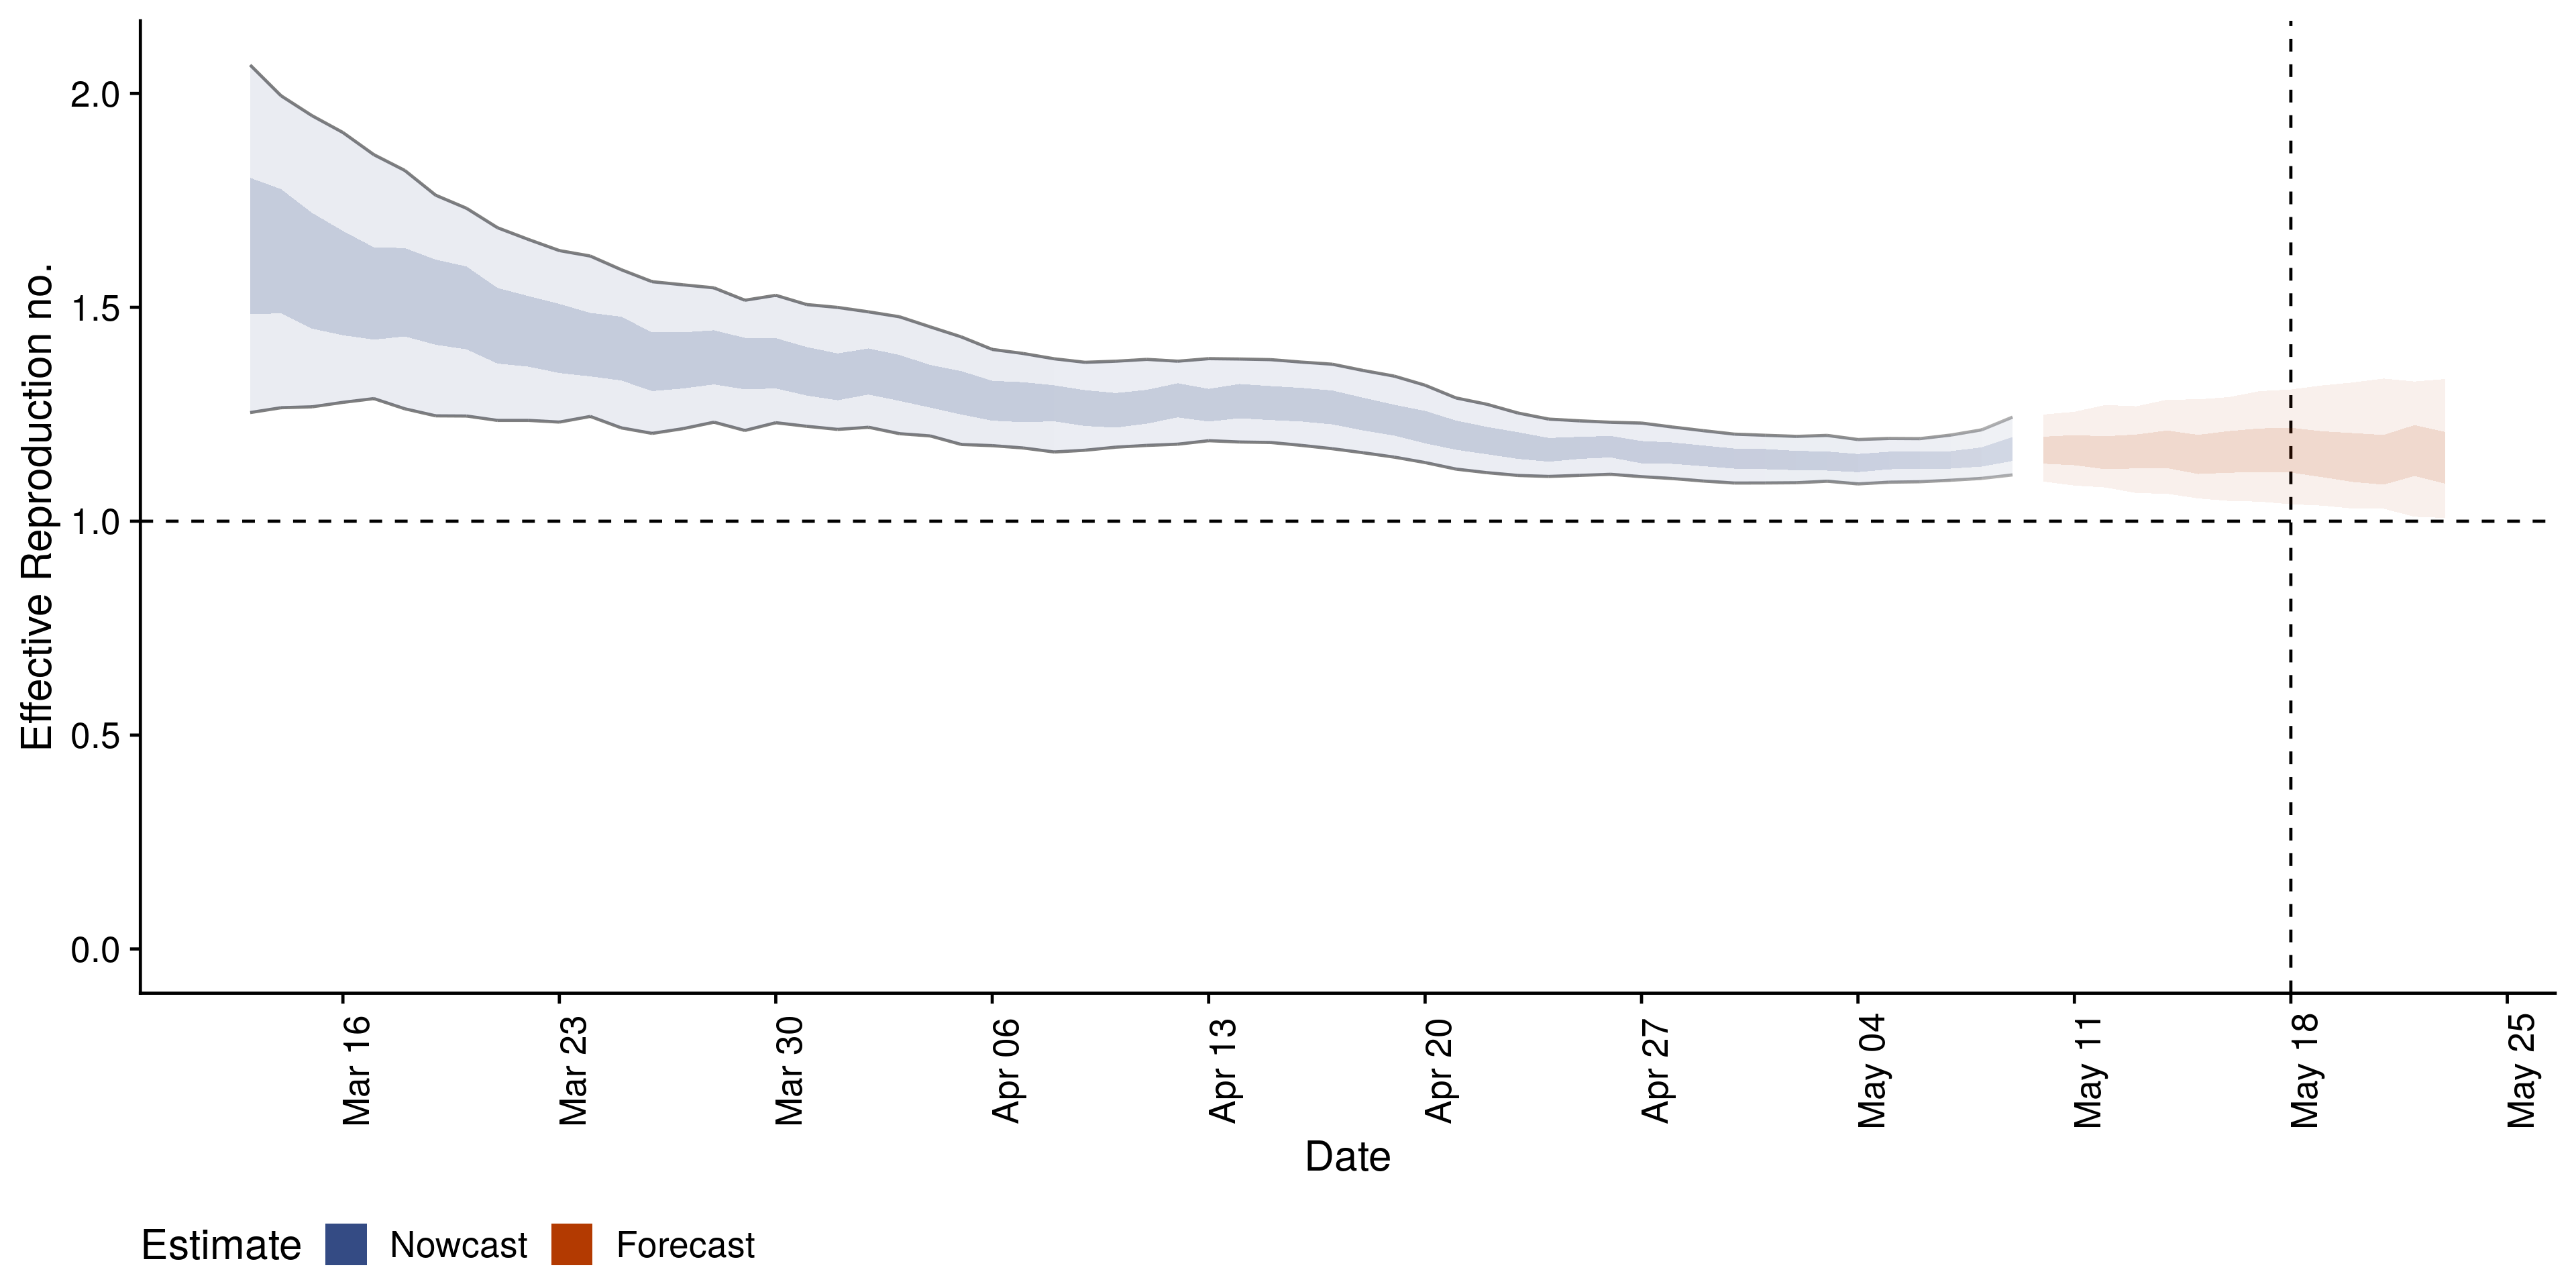 Effective Reproduction no.
2.0
1.5
1.0
0.5
0.0
Mar 16
Mar 23
Mar 30
Apr 06
Apr 13
Apr 20
Apr 27
May 04
May 11
May 18
May 25
Date
Estimate Nowcast Forecast